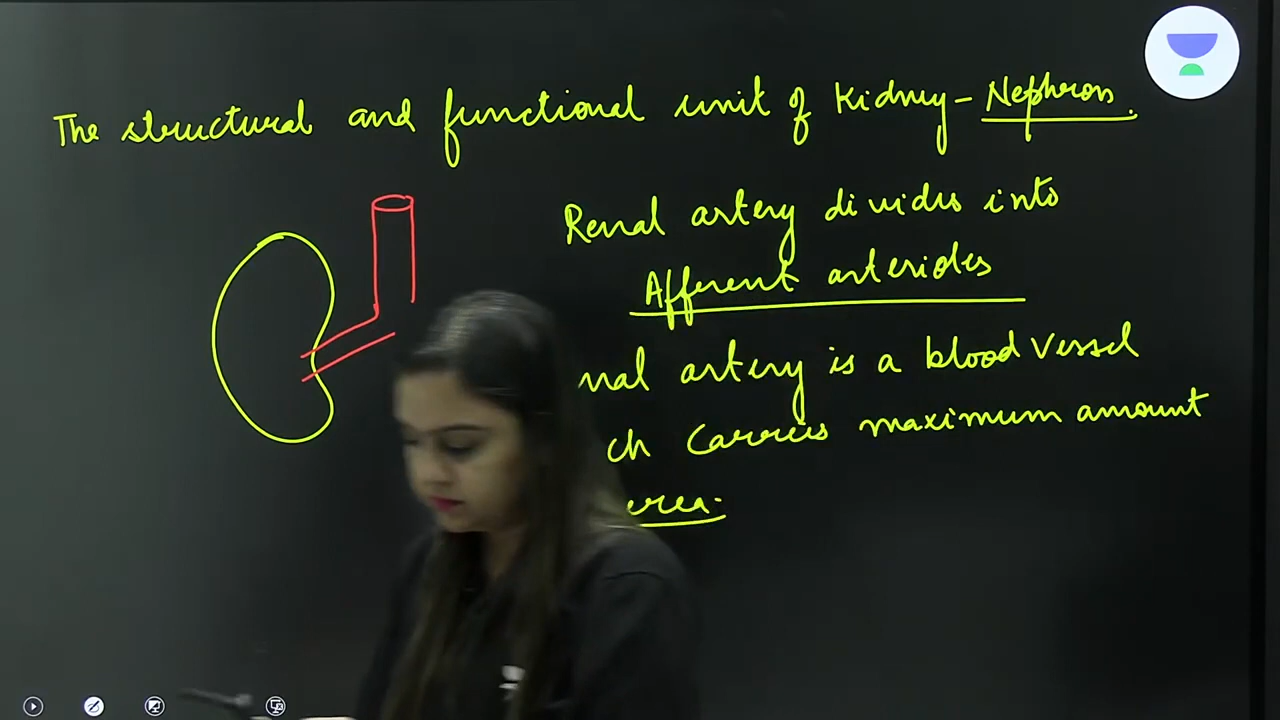 The structural and functional unit of Kidney - Nephron.
Renal artery divides into
Afferent arterioles
nal artery is a blood vessel
ch carries maximum amount
urea.